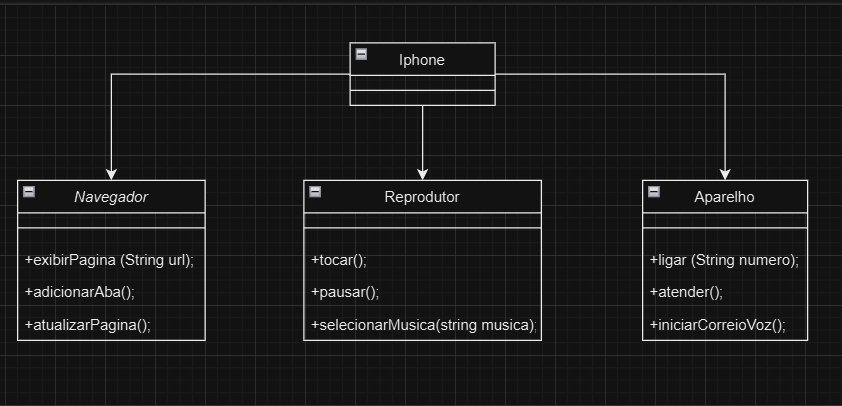 Iphone
Navegador
+exibirPagina (String url);
+adicionarAba();
+atualizarPagina();
Reprodutor
+tocar();
+pausar();
+selecionarMusica(string musica);
Aparelho
+ligar (String numero);
+atender();
+iniciarCorreioVoz();